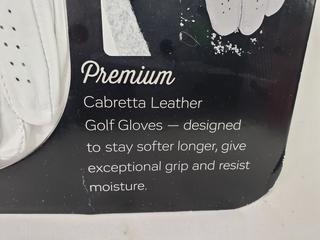 Premium
Cabretta Leather
Golf Gloves — designed
to stay softer longer, give
exceptional grip and resist
moisture.